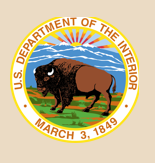 U.S. DEPARTMENT OF THE INTERIOR
MARCH 3, 1849